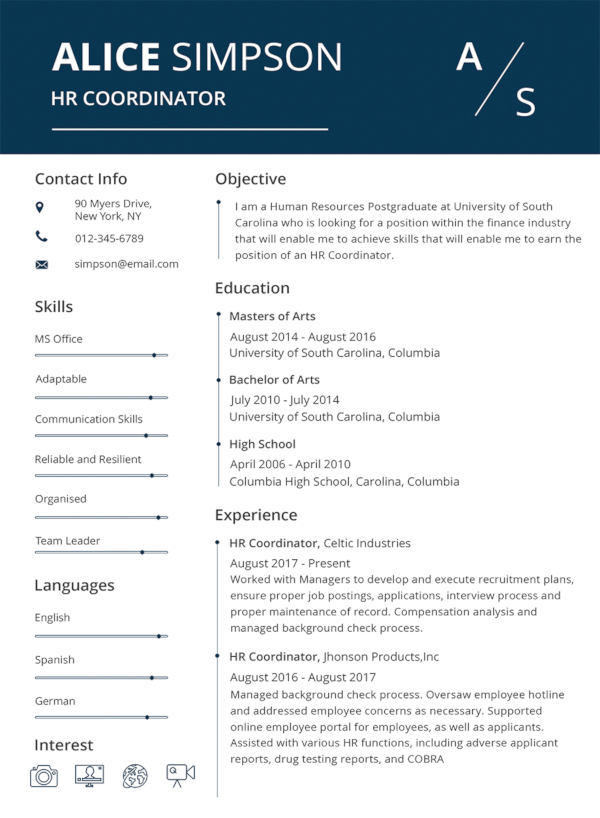 ALICE SIMPSON
HR COORDINATOR
A
S
Contact Info
90 Myers Drive,
New York, NY
012-345-6789
simpson@email.com
Skills
MS Office
Adaptable
Communication Skills
Reliable and Resilient
Organised
Team Leader
Languages
English
Spanish
German
Interest
Objective
I am a Human Resources Postgraduate at University of South
Carolina who is looking for a position within the finance industry
that will enable me to achieve skills that will enable me to earn the
position of an HR Coordinator.
Education
Masters of Arts
August 2014 - August 2016
University of South Carolina, Columbia
Bachelor of Arts
July 2010 - July 2014
University of South Carolina, Columbia
High School
April 2006 - April 2010
Columbia High School, Carolina, Columbia
Experience
HR Coordinator, Celtic Industries
August 2017 - Present
Worked with Managers to develop and execute recruitment plans,
ensure proper job postings, applications, interview process and
proper maintenance of record. Compensation analysis and
managed background check process.
HR Coordinator, Jhonson Products,Inc
August 2016 - August 2017
Managed background check process. Oversaw employee hotline
and addressed employee concerns as necessary. Supported
online employee portal for employees, as well as applicants.
Assisted with various HR functions, including adverse applicant
reports, drug testing reports, and COBRA